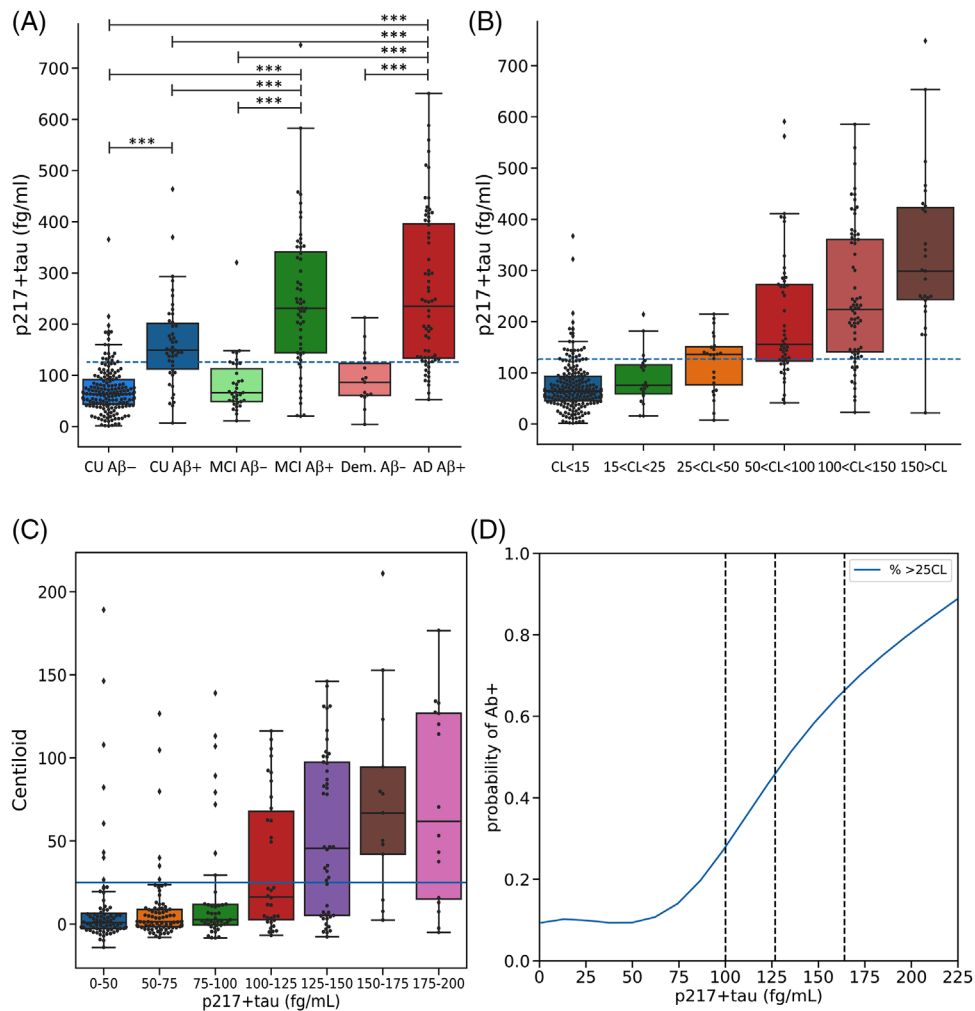 (A)
***
***
***
***
***
***
***
***
p217+tau (fg/ml)
700
600
500
400
300
200
100
0
CU Aβ− CU Aβ+ MCI Aβ− MCI Aβ+ Dem. Aβ- AD Aβ+
(B)
p217+tau (fg/ml)
700
600
500
400
300
200
100
0
CL<15 15<CL<25 25<CL<50 50<CL<100 100<CL<150 150>CL
(C)
Centiloid
200
150
100
50
0
0-50 50-75 75-100 100-125 125-150 150-175 175-200
p217+tau (fg/mL)
(D)
% >25CL
probability of Ab+
1.0
0.8
0.6
0.4
0.2
0.0
0 25 50 75 100 125 150 175 200 225
p217+tau (fg/mL)